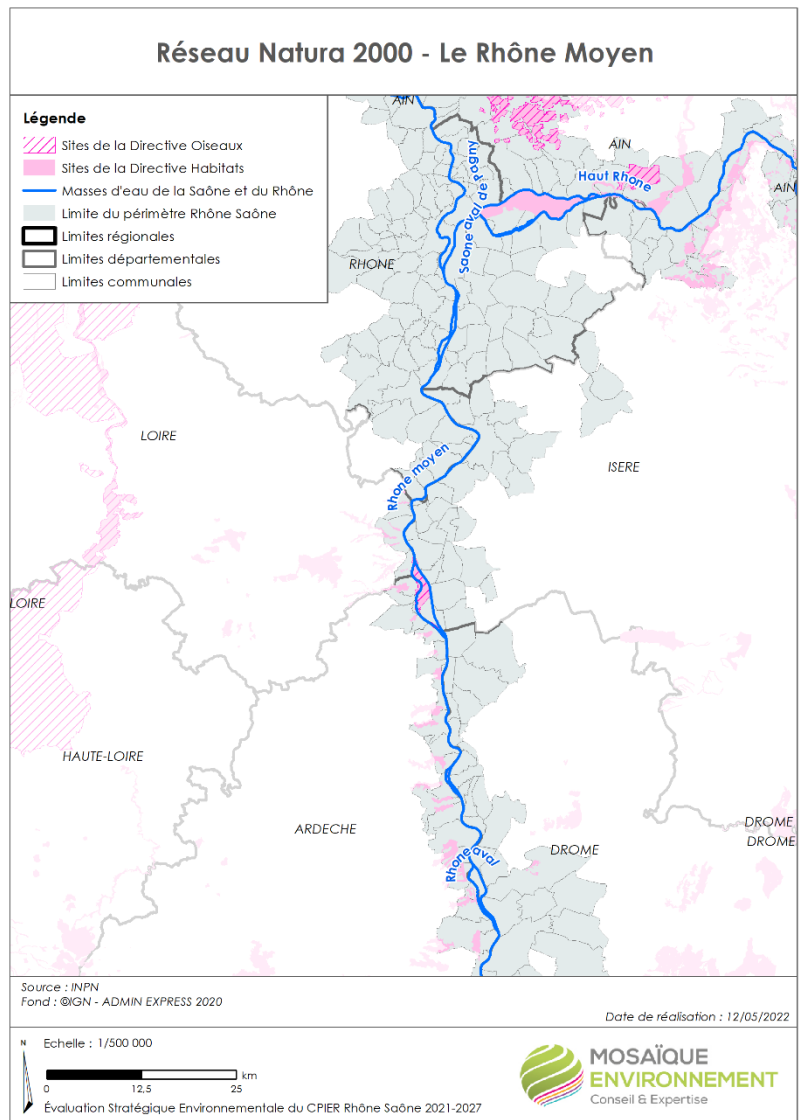 Réseau Natura 2000 - Le Rhône Moyen
Légende
Sites de la Directive Oiseaux
Sites de la Directive Habitats
Masses d'eau de la Saône et du Rhône
Limite du périmètre Rhône Saône
Limites régionales
Limites départementales
Limites communales
AIN
AIN
AIN
Haut Rhone
Saone aval de Pagny
RHONE
LOIRE
ISERE
Rhone moyen
LOIRE
HAUTE-LOIRE
ARDECHE
DROME
DROME
DROME
Rhone aval
Source : INPN
Fond : ©IGN - ADMIN EXPRESS 2020
Date de réalisation : 12/05/2022
N
Echelle : 1/500 000
km
0 12,5 25
Évaluation Stratégique Environnementale du CPIER Rhône Saône 2021-2027
MOSAÏQUE
ENVIRONNEMENT
Conseil & Expertise